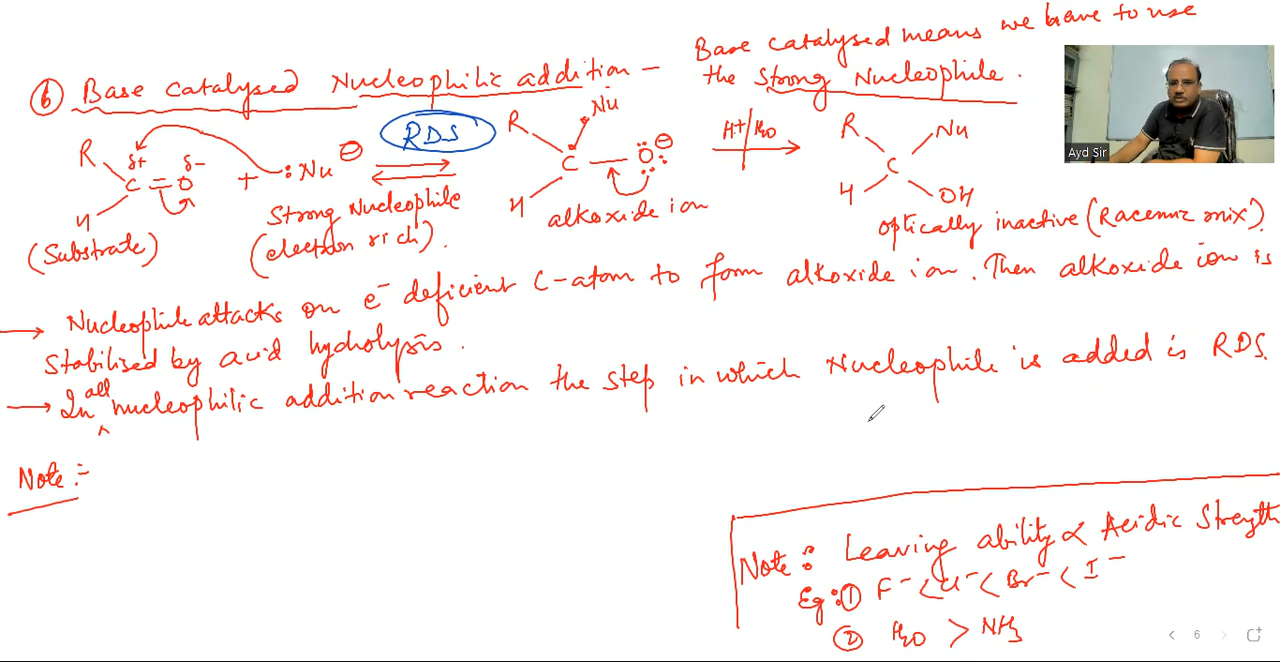 ⑥ Base catalysed Nucleophilic addition –
Base catalysed means we have to use
the strong Nucleophile.
R H C = O δ+ δ-
+ :Nu ⊖
RDS
R H C — O ⊖ Nu
H+/H2O
R Nu C H OH
(Substrate)
Strong Nucleophile
(electron rich).
alkoxide ion
optically inactive (Racemic mix).
→ Nucleophile attacks on e- deficient C-atom to form alkoxide ion. Then alkoxide ion is
stabilised by acid hydrolysis.
→ In all nucleophilic addition reaction the step in which Nucleophile is added is RDS.
Note :-
Note : Leaving ability ∝ Acidic Strength
Eg: ① F- < Cl- < Br- < I-
② H2O > NH3
Ayd Sir
6